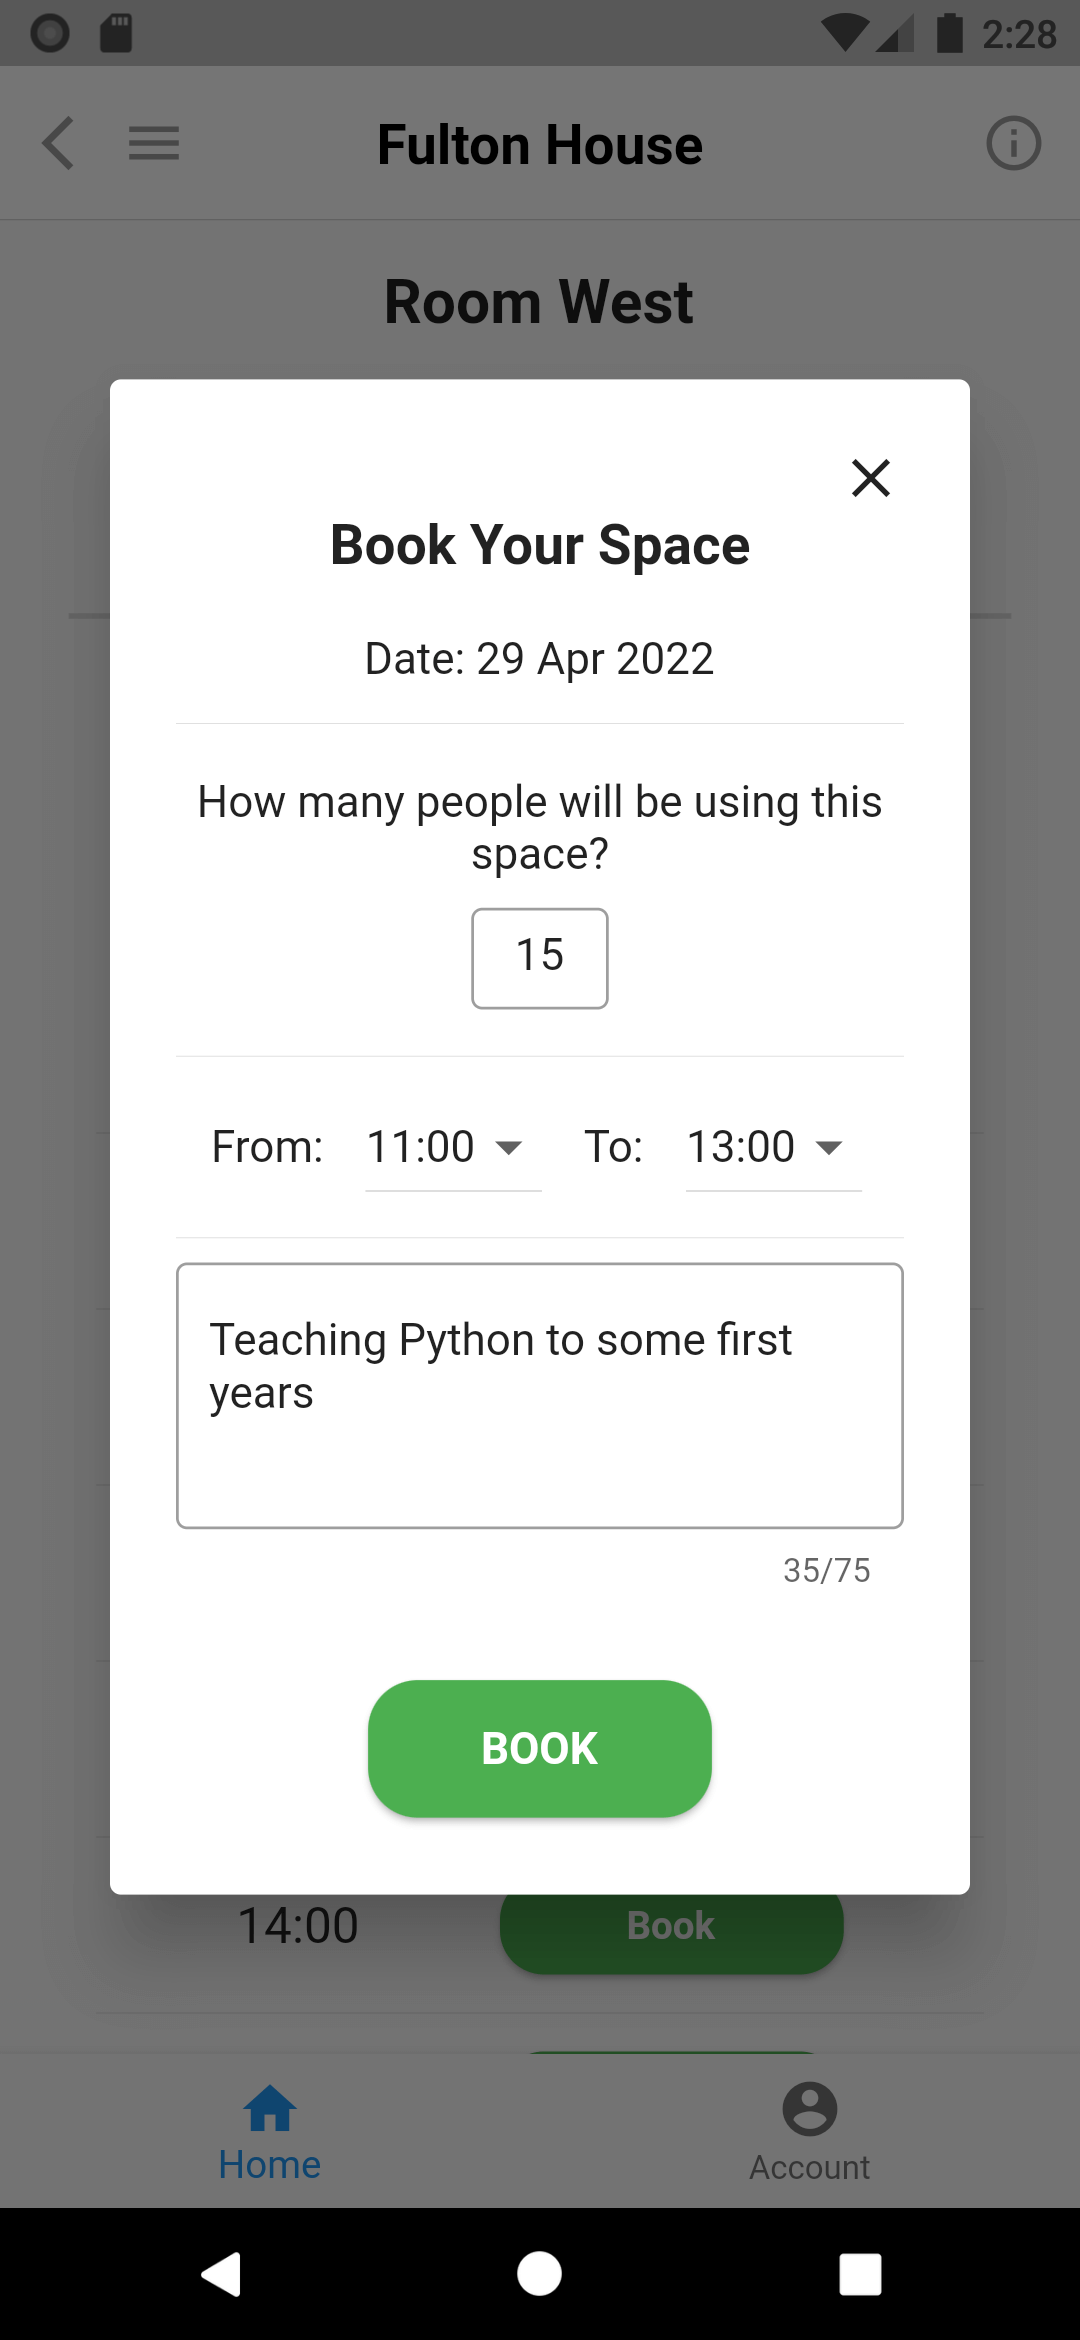 2:28
Fulton House
Room West
Book Your Space
Date: 29 Apr 2022
How many people will be using this
space?
15
From: 11:00 To: 13:00
Teaching Python to some first
years
35/75
BOOK
14:00 Book
Home Account